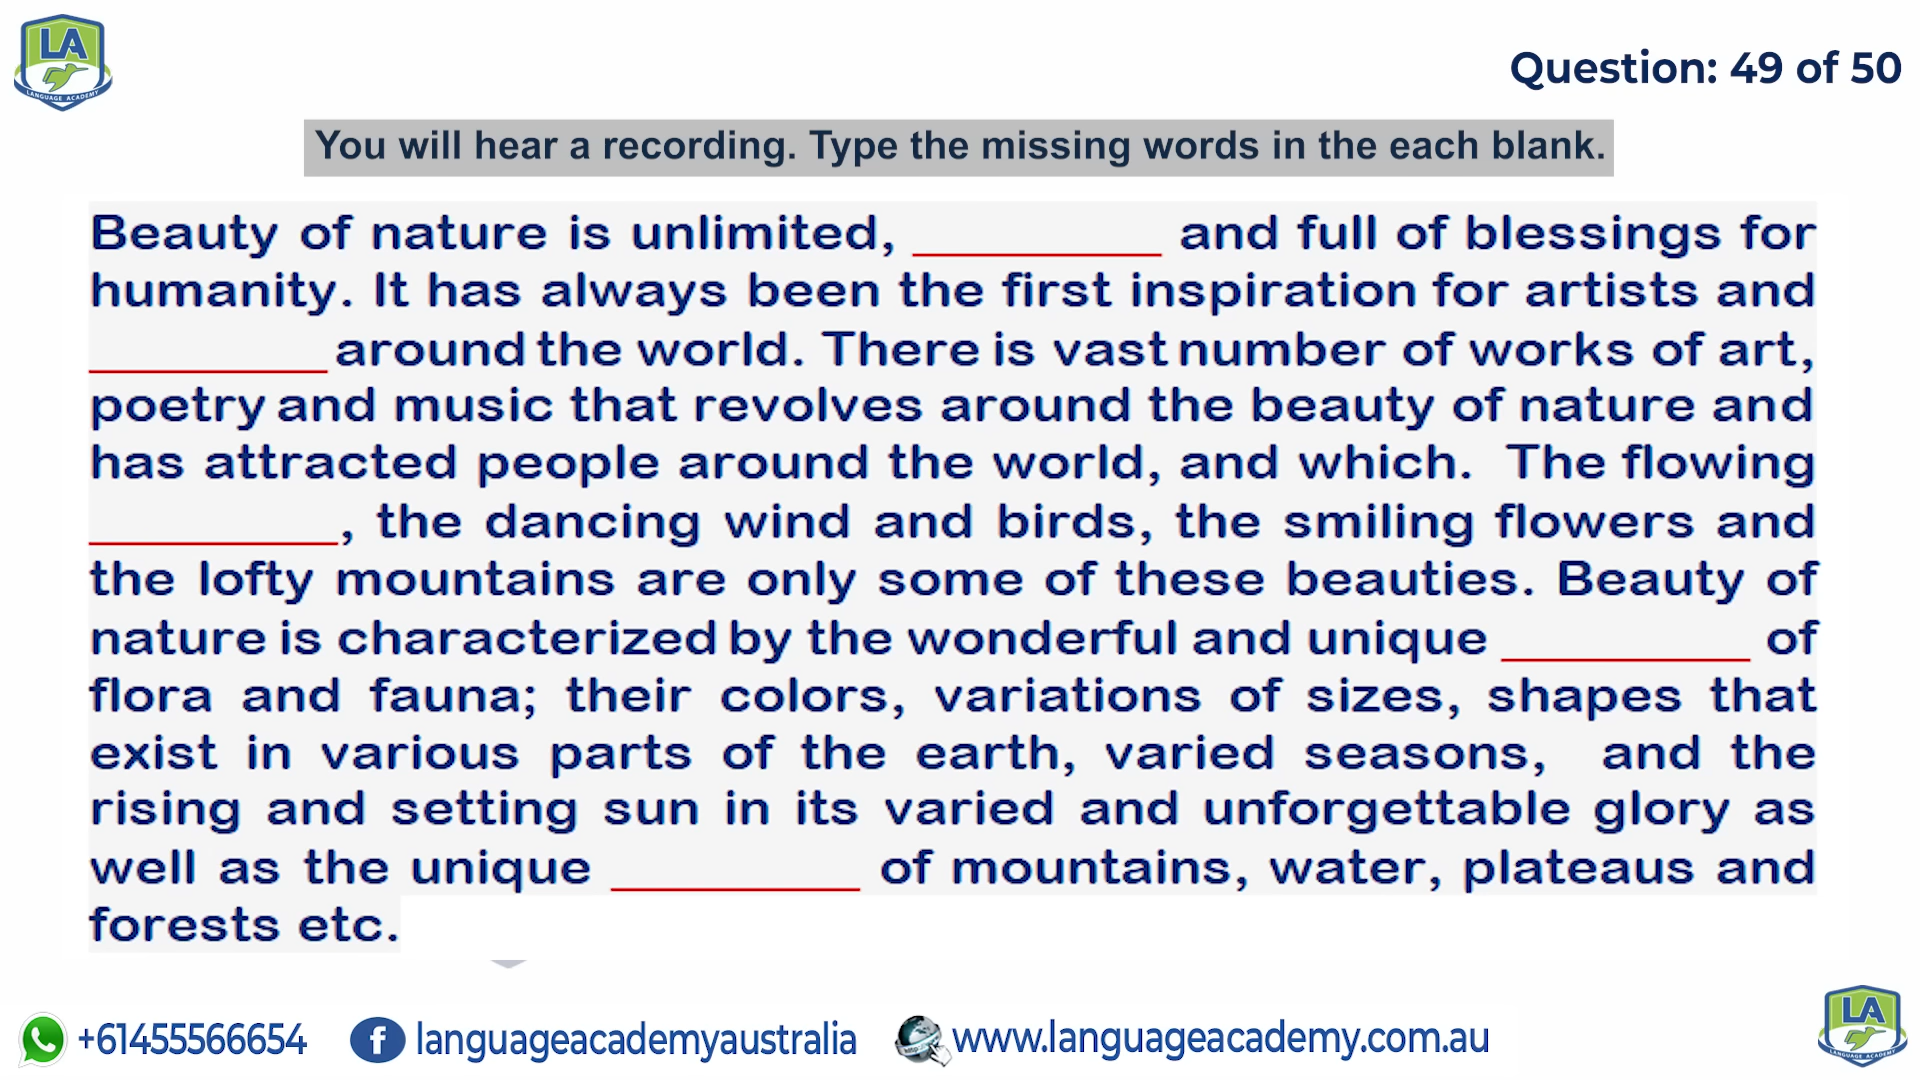 LA
LANGUAGE ACADEMY
Question: 49 of 50
You will hear a recording. Type the missing words in the each blank.
Beauty of nature is unlimited, __________ and full of blessings for
humanity. It has always been the first inspiration for artists and
__________ around the world. There is vast number of works of art,
poetry and music that revolves around the beauty of nature and
has attracted people around the world, and which. The flowing
__________, the dancing wind and birds, the smiling flowers and
the lofty mountains are only some of these beauties. Beauty of
nature is characterized by the wonderful and unique __________ of
flora and fauna; their colors, variations of sizes, shapes that
exist in various parts of the earth, varied seasons, and the
rising and setting sun in its varied and unforgettable glory as
well as the unique __________ of mountains, water, plateaus and
forests etc.
+61455566654 f languageacademyaustralia http: www.languageacademy.com.au
LA
LANGUAGE ACADEMY